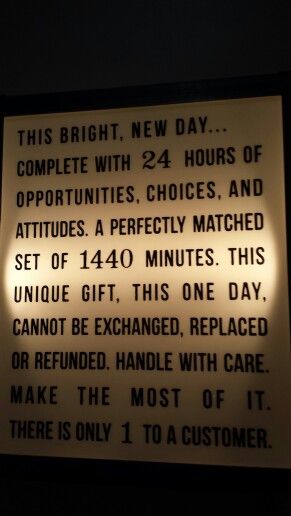 THIS BRIGHT, NEW DAY...
COMPLETE WITH 24 HOURS OF
OPPORTUNITIES, CHOICES, AND
ATTITUDES. A PERFECTLY MATCHED
SET OF 1440 MINUTES. THIS
UNIQUE GIFT, THIS ONE DAY,
CANNOT BE EXCHANGED, REPLACED
OR REFUNDED. HANDLE WITH CARE.
MAKE THE MOST OF IT.
THERE IS ONLY 1 TO A CUSTOMER.